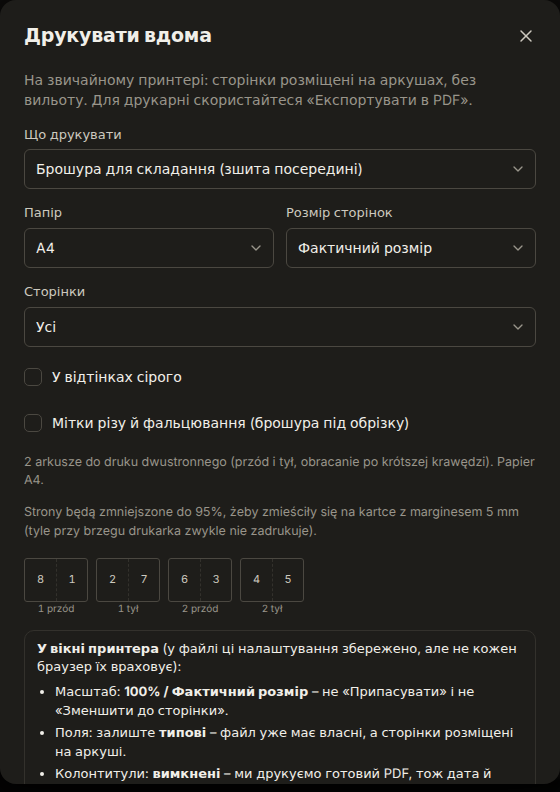 Друкувати вдома
На звичайному принтері: сторінки розміщені на аркушах, без
вильоту. Для друкарні скористайтеся «Експортувати в PDF».
Що друкувати
Брошура для складання (зшита посередині)
Папір
Розмір сторінок
A4
Фактичний розмір
Сторінки
Усі
У відтінках сірого
Мітки різу й фальцювання (брошура під обрізку)
2 arkusze do druku dwustronnego (przód i tył, obracanie po krótszej krawędzi). Papier
A4.
Strony będą zmniejszone do 95%, żeby zmieściły się na kartce z marginesem 5 mm
(tyle przy brzegu drukarka zwykle nie zadrukuje).
8 1 2 7 6 3 4 5
1 przód 1 tył 2 przód 2 tył
У вікні принтера (у файлі ці налаштування збережено, але не кожен
браузер їх враховує):
• Масштаб: 100% / Фактичний розмір – не «Припасувати» і не
«Зменшити до сторінки».
• Поля: залиште типові – файл уже має власні, а сторінки розміщені
на аркуші.
• Колонтитули: вимкнені – ми друкуємо готовий PDF, тож дата й